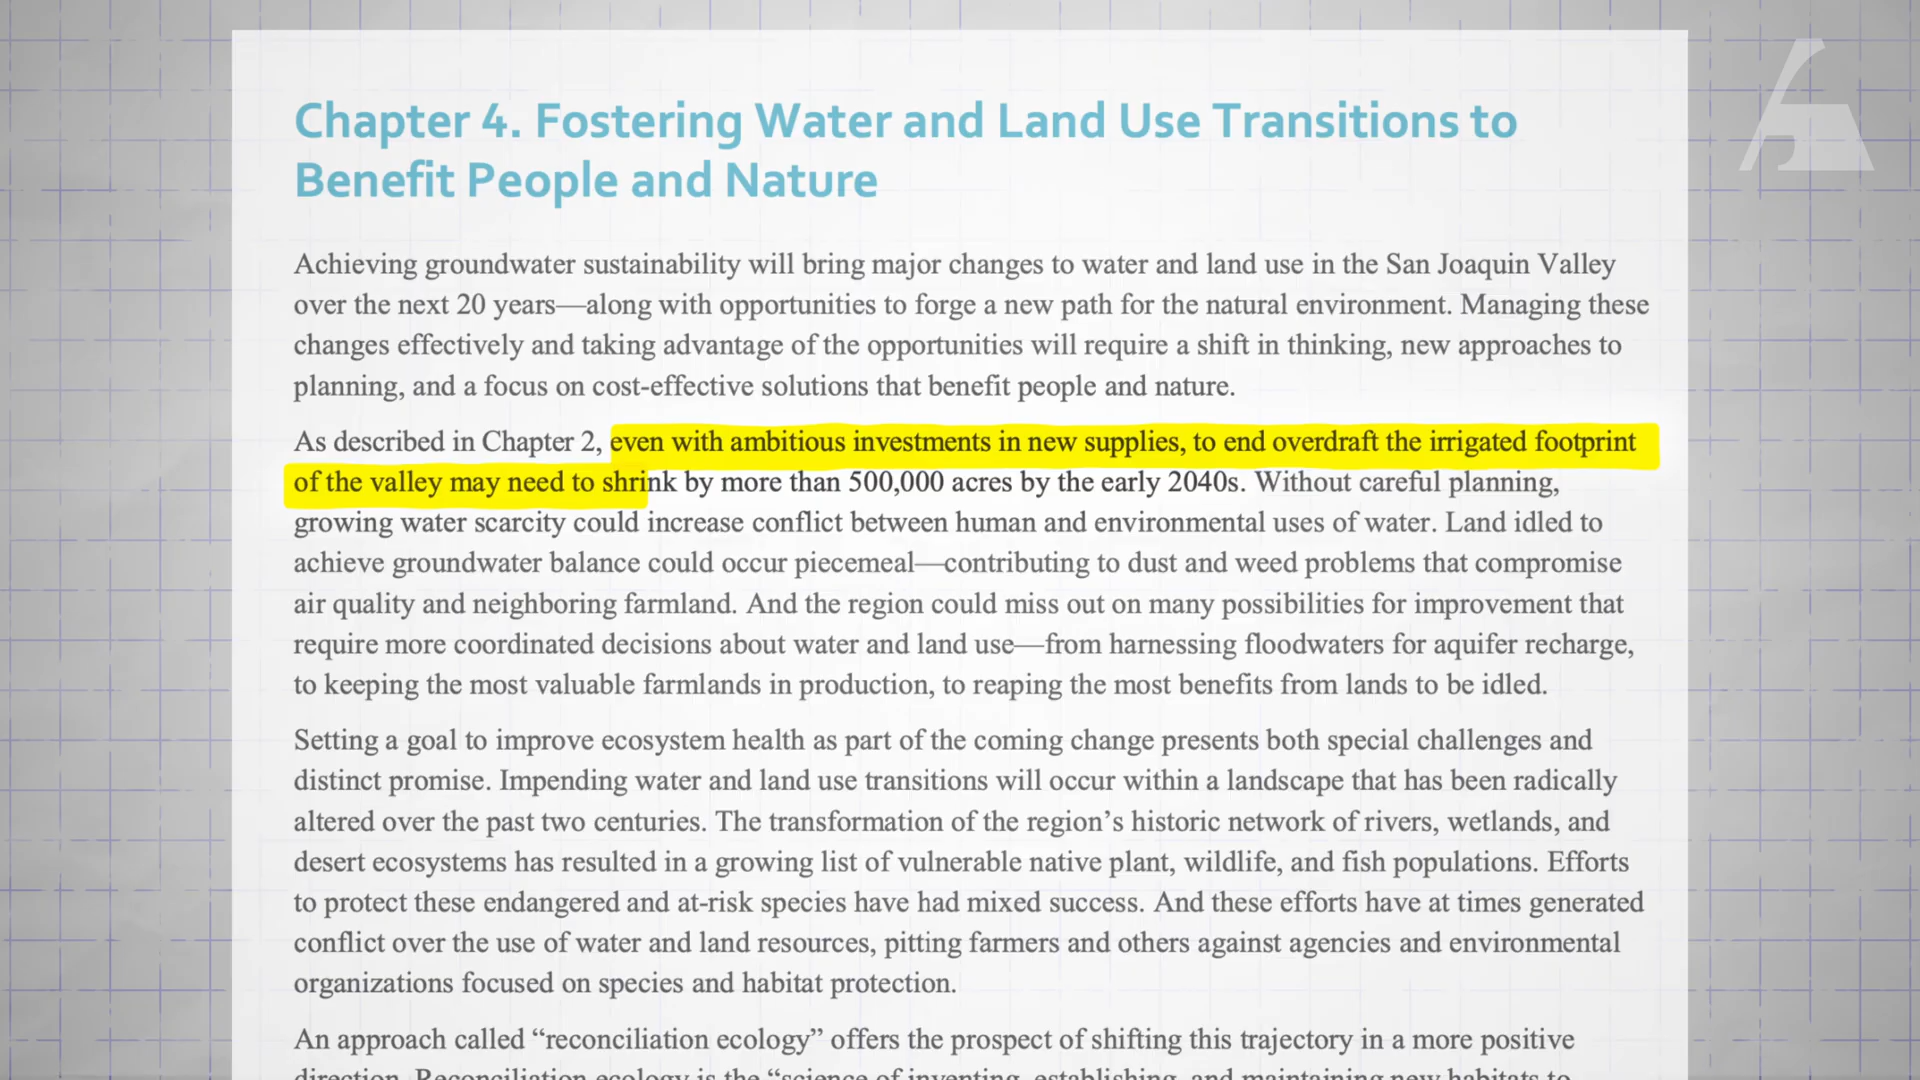 Chapter 4. Fostering Water and Land Use Transitions to
Benefit People and Nature
Achieving groundwater sustainability will bring major changes to water and land use in the San Joaquin Valley
over the next 20 years—along with opportunities to forge a new path for the natural environment. Managing these
changes effectively and taking advantage of the opportunities will require a shift in thinking, new approaches to
planning, and a focus on cost-effective solutions that benefit people and nature.
As described in Chapter 2, even with ambitious investments in new supplies, to end overdraft the irrigated footprint
of the valley may need to shrink by more than 500,000 acres by the early 2040s. Without careful planning,
growing water scarcity could increase conflict between human and environmental uses of water. Land idled to
achieve groundwater balance could occur piecemeal—contributing to dust and weed problems that compromise
air quality and neighboring farmland. And the region could miss out on many possibilities for improvement that
require more coordinated decisions about water and land use—from harnessing floodwaters for aquifer recharge,
to keeping the most valuable farmlands in production, to reaping the most benefits from lands to be idled.
Setting a goal to improve ecosystem health as part of the coming change presents both special challenges and
distinct promise. Impending water and land use transitions will occur within a landscape that has been radically
altered over the past two centuries. The transformation of the region’s historic network of rivers, wetlands, and
desert ecosystems has resulted in a growing list of vulnerable native plant, wildlife, and fish populations. Efforts
to protect these endangered and at-risk species have had mixed success. And these efforts have at times generated
conflict over the use of water and land resources, pitting farmers and others against agencies and environmental
organizations focused on species and habitat protection.
An approach called “reconciliation ecology” offers the prospect of shifting this trajectory in a more positive
direction. Reconciliation ecology is the “science of inventing, establishing, and maintaining new habitats to